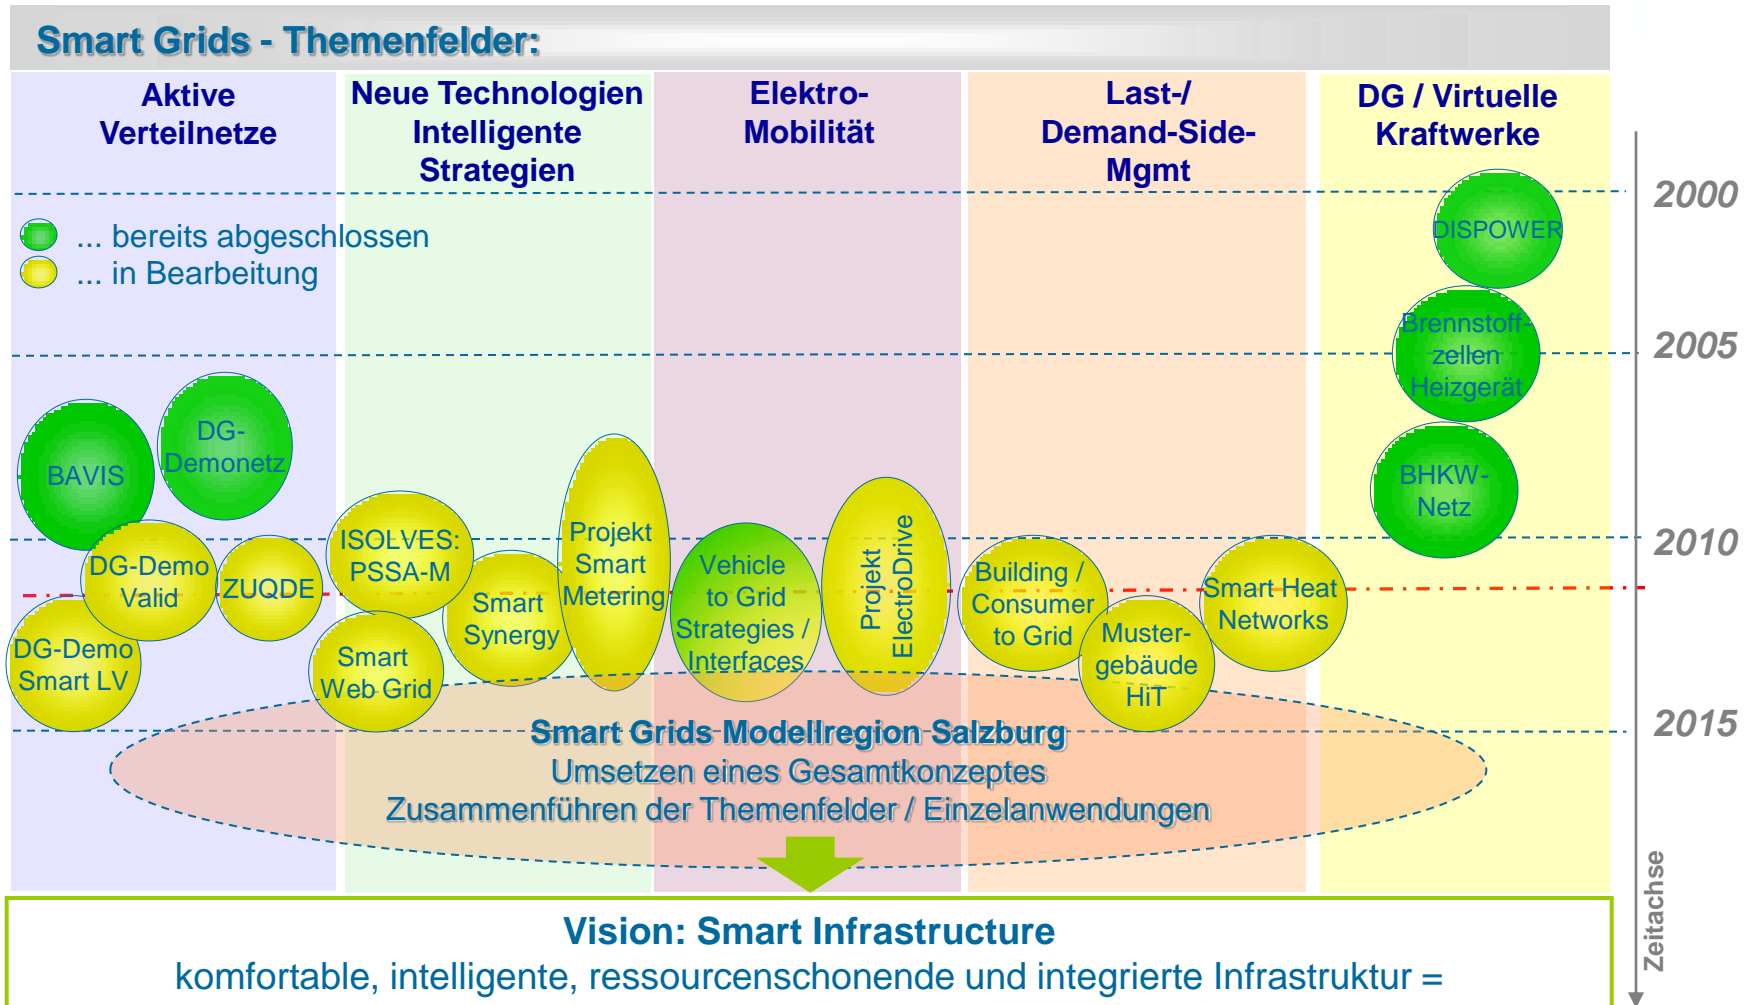 Smart Grids - Themenfelder:
Aktive
Verteilnetze
Neue Technologien
Intelligente
Strategien
Elektro-
Mobilität
Last-/
Demand-Side-
Mgmt
DG / Virtuelle
Kraftwerke
... bereits abgeschlossen
... in Bearbeitung
2000
2005
2010
2015
Zeitachse
BAVIS
DG-
Demonetz
DG-Demo
Valid
ZUQDE
DG-Demo
Smart LV
ISOLVES:
PSSA-M
Smart
Web Grid
Smart
Synergy
Projekt
Smart
Metering
Vehicle
to Grid
Strategies /
Interfaces
Projekt
ElectoDrive
Building /
Consumer
to Grid
Muster-
gebäude
HiT
Smart Heat
Networks
DISPOWER
Brennstoff-
zellen
Heizgerät
BHKW-
Netz
Smart Grids Modellregion Salzburg
Umsetzen eines Gesamtkonzeptes
Zusammenführen der Themenfelder / Einzelanwendungen
Vision: Smart Infrastructure
komfortable, intelligente, ressourcenschonende und integrierte Infrastruktur =